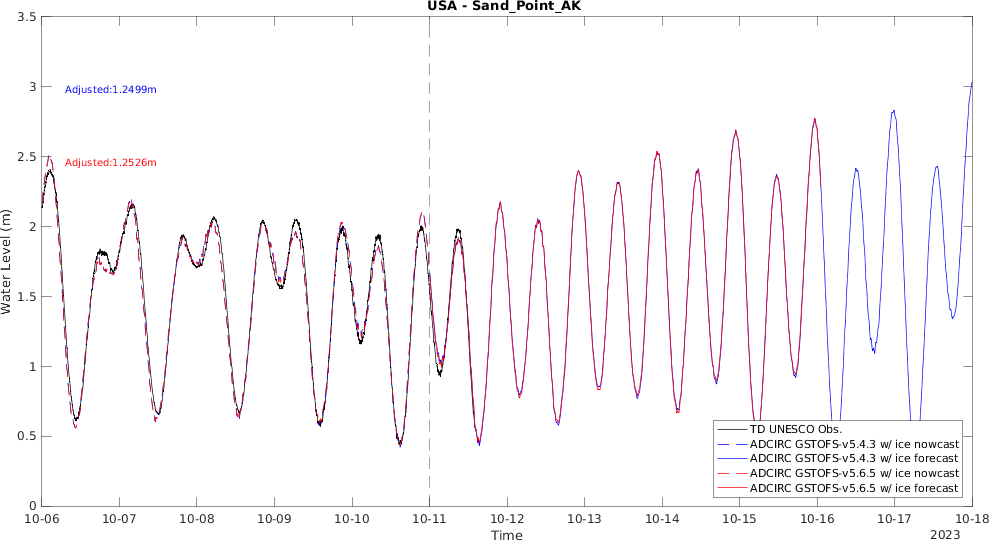 USA - Sand_Point_AK
3.5
3
2.5
2
1.5
1
0.5
0
Water Level (m)
Adjusted:1.2499m
Adjusted:1.2526m
TD UNESCO Obs.
ADCIRC GSTOFS-v5.4.3 w/ ice nowcast
ADCIRC GSTOFS-v5.4.3 w/ ice forecast
ADCIRC GSTOFS-v5.6.5 w/ ice nowcast
ADCIRC GSTOFS-v5.6.5 w/ ice forecast
10-06 10-07 10-08 10-09 10-10 10-11 10-12 10-13 10-14 10-15 10-16 10-17 10-18
Time
2023